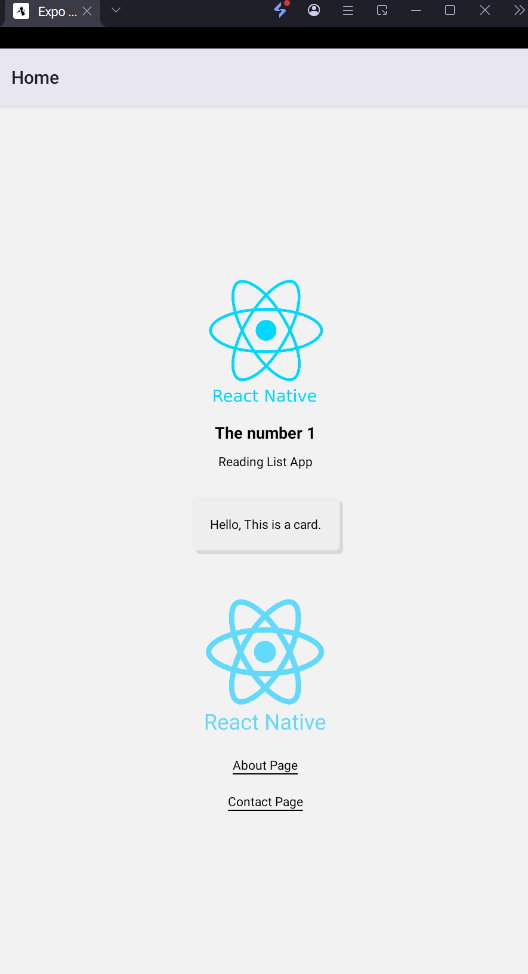 Expo ...
Home
React Native
The number 1
Reading List App
Hello, This is a card.
React Native
About Page
Contact Page